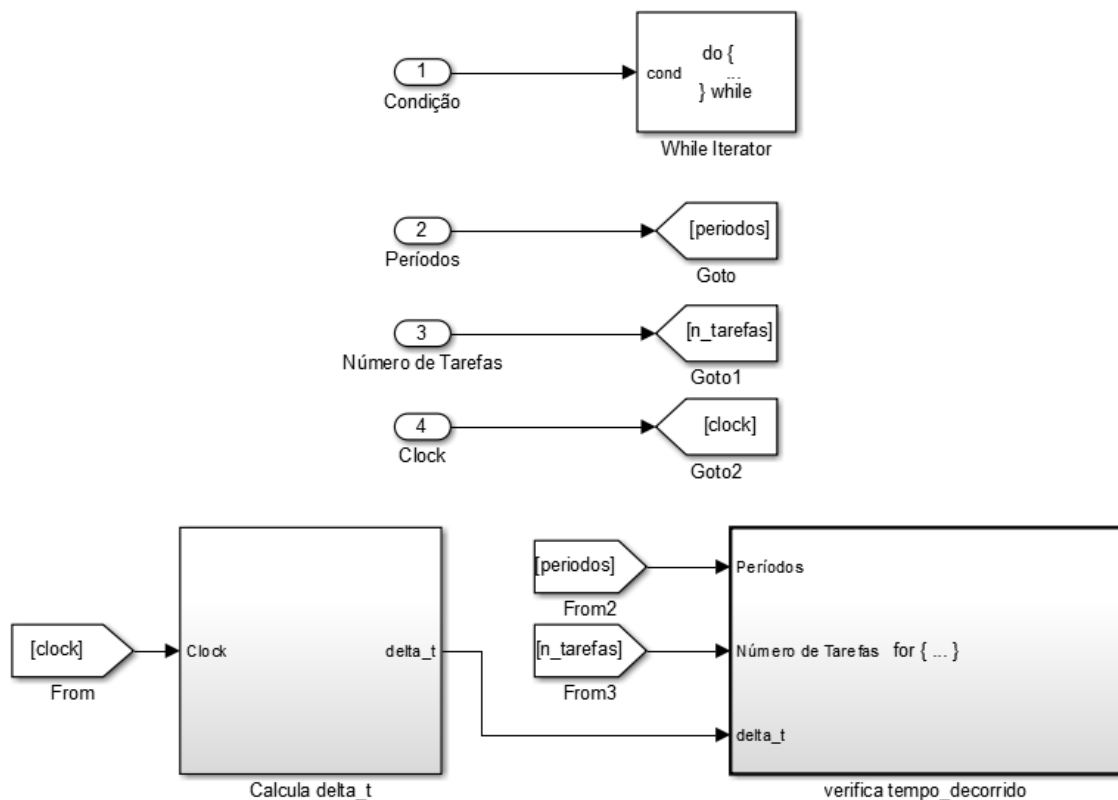 1
Condição
cond
do {
...
} while
While Iterator
2
Períodos
[periodos]
Goto
3
Número de Tarefas
[n_tarefas]
Goto1
4
Clock
[clock]
Goto2
[clock]
From
Clock
delta_t
Calcula delta_t
[periodos]
From2
[n_tarefas]
From3
Períodos
Número de Tarefas for { ... }
delta_t
verifica tempo_decorrido